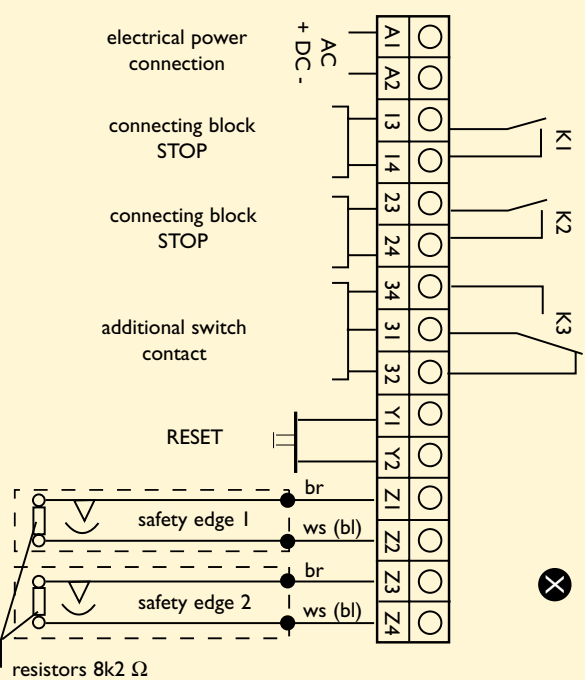 electrical power
connection
AC
+ DC -
A1
A2
connecting block
STOP
13
14
K1
connecting block
STOP
23
24
K2
additional switch
contact
34
31
32
K3
RESET
Y1
Y2
br
Z1
safety edge 1
ws (bl)
Z2
br
Z3
safety edge 2
ws (bl)
Z4
X
resistors 8k2 Ω